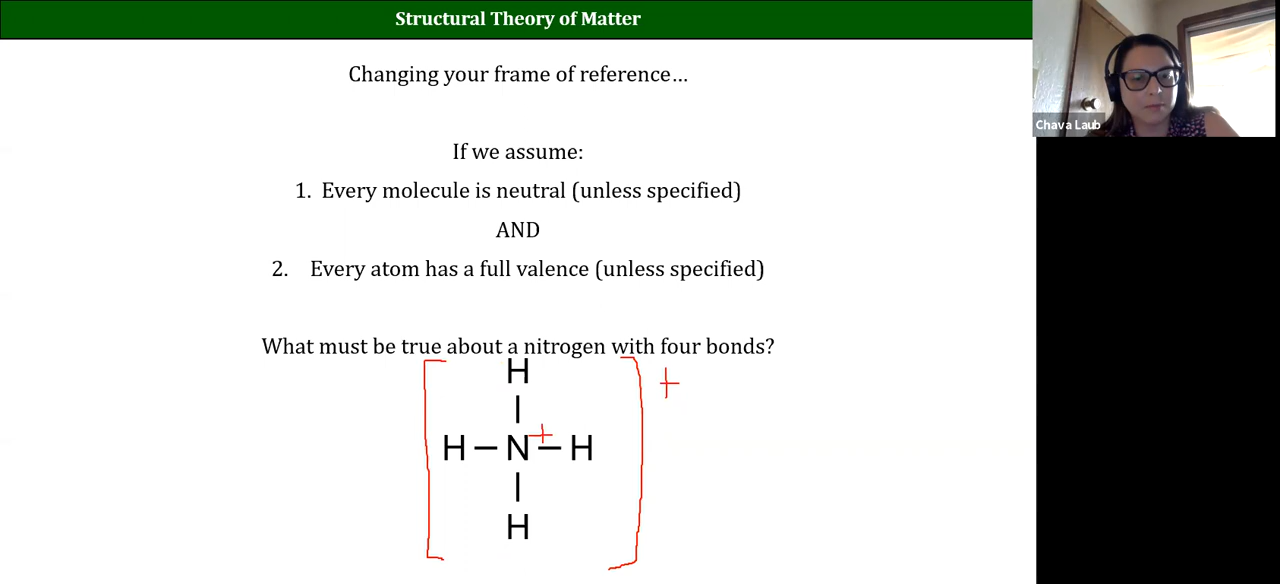 Structural Theory of Matter
Changing your frame of reference…
If we assume:
1. Every molecule is neutral (unless specified)
AND
2. Every atom has a full valence (unless specified)
What must be true about a nitrogen with four bonds?
H
+
+
H – N – H
H
Chava Laub